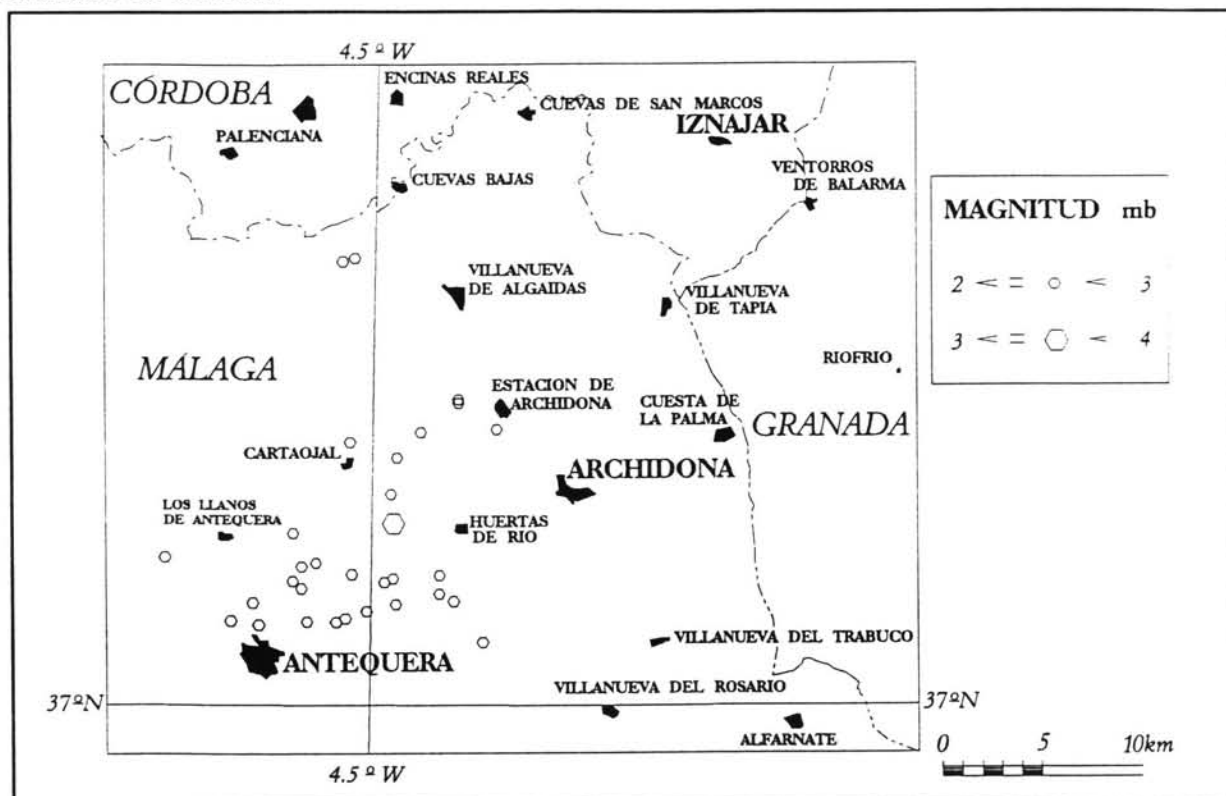 4.5 º W
CÓRDOBA
ENCINAS REALES
CUEVAS DE SAN MARCOS
PALENCIANA
IZNAJAR
CUEVAS BAJAS
VENTORROS
DE BALARMA
MAGNITUD mb
2 < = < 3
3 < = < 4
VILLANUEVA
DE ALGAIDAS
VILLANUEVA
DE TAPIA
MÁLAGA
RIOFRIO
ESTACION DE
ARCHIDONA
CUESTA DE
LA PALMA
GRANADA
CARTAOJAL
ARCHIDONA
LOS LLANOS
DE ANTEQUERA
HUERTAS
DE RIO
VILLANUEVA DEL TRABUCO
ANTEQUERA
VILLANUEVA DEL ROSARIO
37ºN
37ºN
ALFARNATE
0 5 10km
4.5 º W